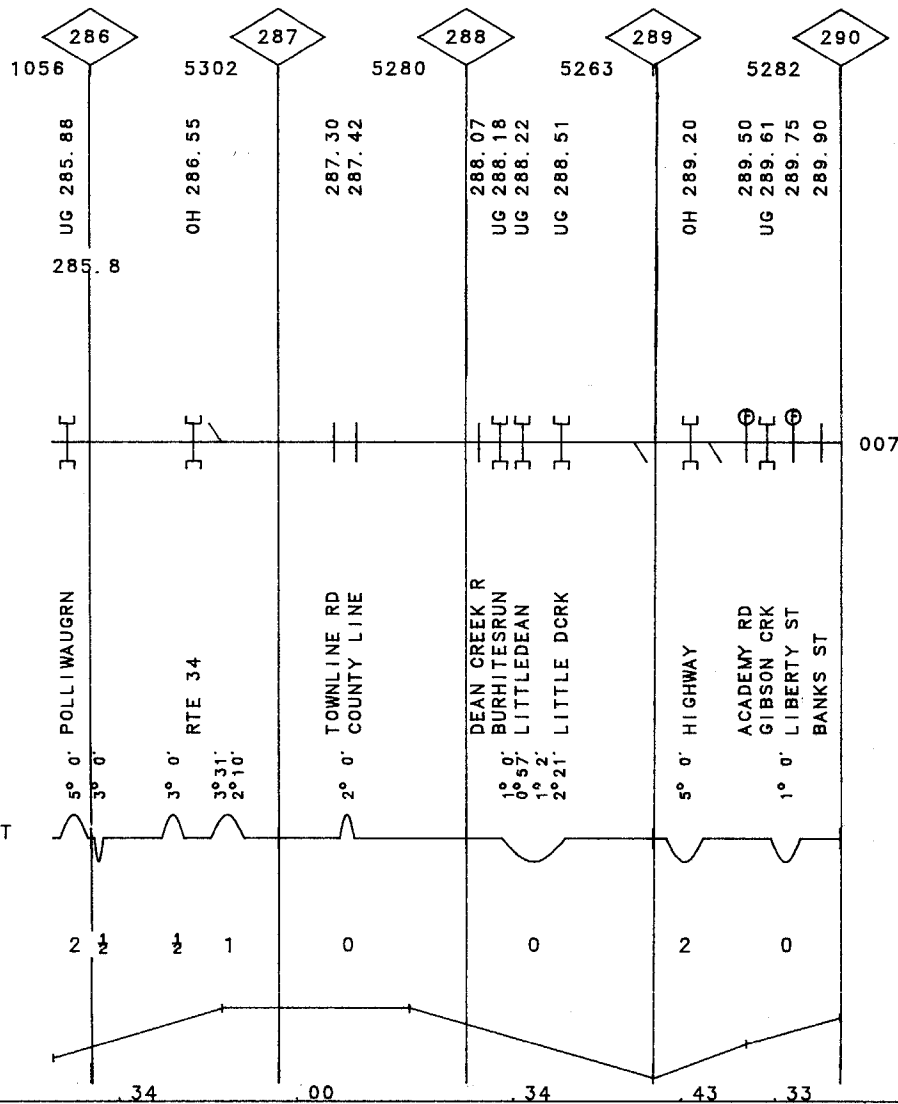 286 287 288 289 290
1056 5302 5280 5263 5282
UG 285.88
OH 286.55
287.30
287.42
288.07
UG 288.18
UG 288.22
UG 288.51
OH 289.20
289.50
UG 289.61
289.75
289.90
285.8
007
POLLIWAUGRN
RTE 34
TOWNLINE RD
COUNTY LINE
DEAN CREEK R
BURHITESRUN
LITTLEDEAN
LITTLE DCRK
HIGHWAY
ACADEMY RD
GIBSON CRK
LIBERTY ST
BANKS ST
5° 0'
3° 0'
3° 0'
3°31'
2°10'
2° 0'
1° 0'
0°57'
1° 2'
2°21'
5° 0'
1° 0'
T
2 ½ ½ 1 0 0 2 0
.34 .00 .34 .43 .33